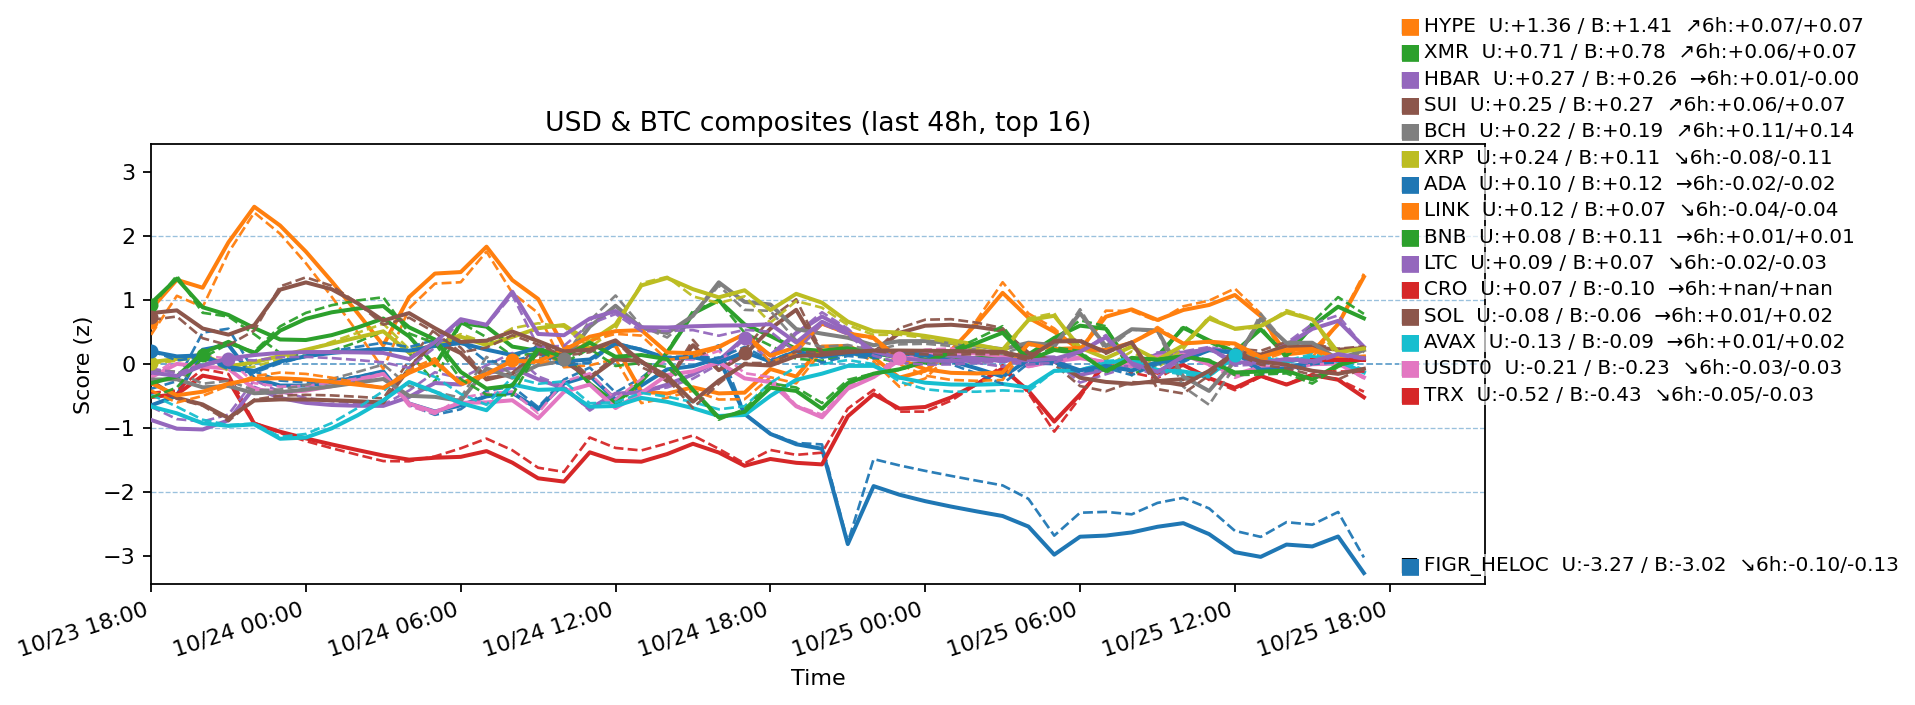 HYPE  U:+1.36 / B:+1.41  ↗6h:+0.07/+0.07
XMR  U:+0.71 / B:+0.78  ↗6h:+0.06/+0.07
HBAR  U:+0.27 / B:+0.26  →6h:+0.01/-0.00
SUI  U:+0.25 / B:+0.27  ↗6h:+0.06/+0.07
BCH  U:+0.22 / B:+0.19  ↗6h:+0.11/+0.14
XRP  U:+0.24 / B:+0.11  ↘6h:-0.08/-0.11
ADA  U:+0.10 / B:+0.12  →6h:-0.02/-0.02
LINK  U:+0.12 / B:+0.07  ↘6h:-0.04/-0.04
BNB  U:+0.08 / B:+0.11  →6h:+0.01/+0.01
LTC  U:+0.09 / B:+0.07  ↘6h:-0.02/-0.03
CRO  U:+0.07 / B:-0.10  →6h:+nan/+nan
SOL  U:-0.08 / B:-0.06  →6h:+0.01/+0.02
AVAX  U:-0.13 / B:-0.09  →6h:+0.01/+0.02
USDT0  U:-0.21 / B:-0.23  ↘6h:-0.03/-0.03
TRX  U:-0.52 / B:-0.43  ↘6h:-0.05/-0.03
FIGR_HELOC  U:-3.27 / B:-3.02  ↘6h:-0.10/-0.13
USD & BTC composites (last 48h, top 16)
Score (z)
3
2
1
0
−1
−2
−3
10/23 18:00
10/24 00:00
10/24 06:00
10/24 12:00
10/24 18:00
10/25 00:00
10/25 06:00
10/25 12:00
10/25 18:00
Time